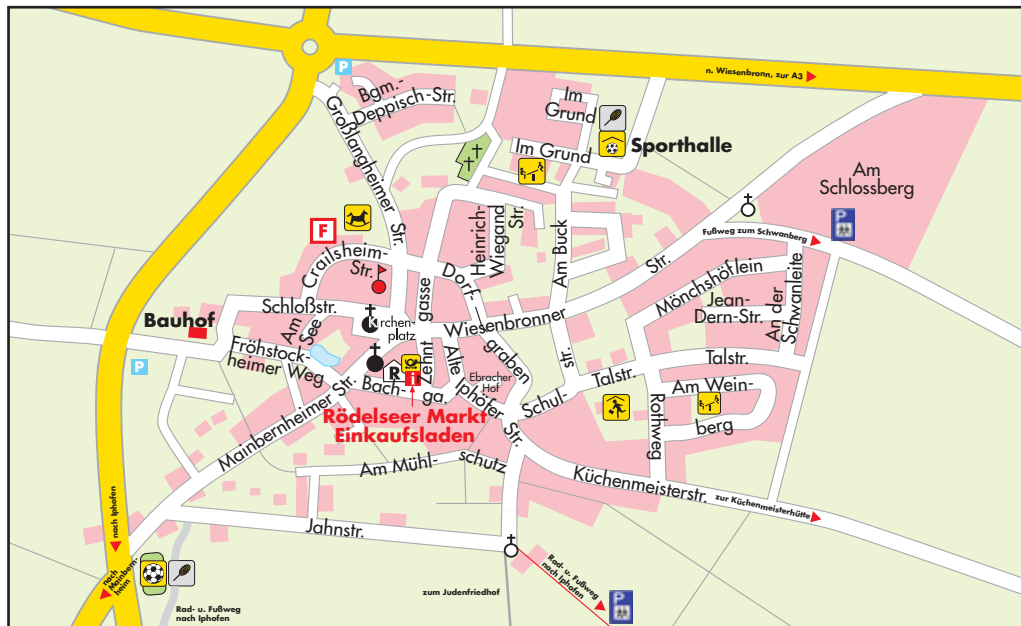 n. Wiesenbronn, zur A3
P
Bgm.-
Deppisch-Str.
Großlangheimer
Str.
Im
Grund
Im Grund
Sporthalle
Am
Schlossberg
P
Fußweg zum Schwanberg
F
Crailsheim-
Str.
Heinrich-
Wiegand
Str.
Am Buck
Str.
Wiesenbronner
Mönchshöflein
Jean-
Dern-Str.
An der
Schwanleite
Dorf-
graben
Zehnt
gasse
Schloßstr.
Am
See
Kirchen-
platz
Bauhof
P
Fröhstock-
heimer Weg
R
Bach-
ga.
Alte
Iphöfer
Str.
Ebracher
Hof
Schul-
str.
Talstr.
Talstr.
Am Wein-
berg
Rothweg
Rödelseer Markt
Einkaufsladen
Mainbernheimer Str.
Am Mühl-
schutz
Küchenmeisterstr.
zur Küchenmeisterhütte
Jahnstr.
nach Iphofen
nach
Mainbern-
heim
Rad- u. Fußweg
nach Iphofen
zum Judenfriedhof
Rad- u. Fußweg
nach Iphofen
P